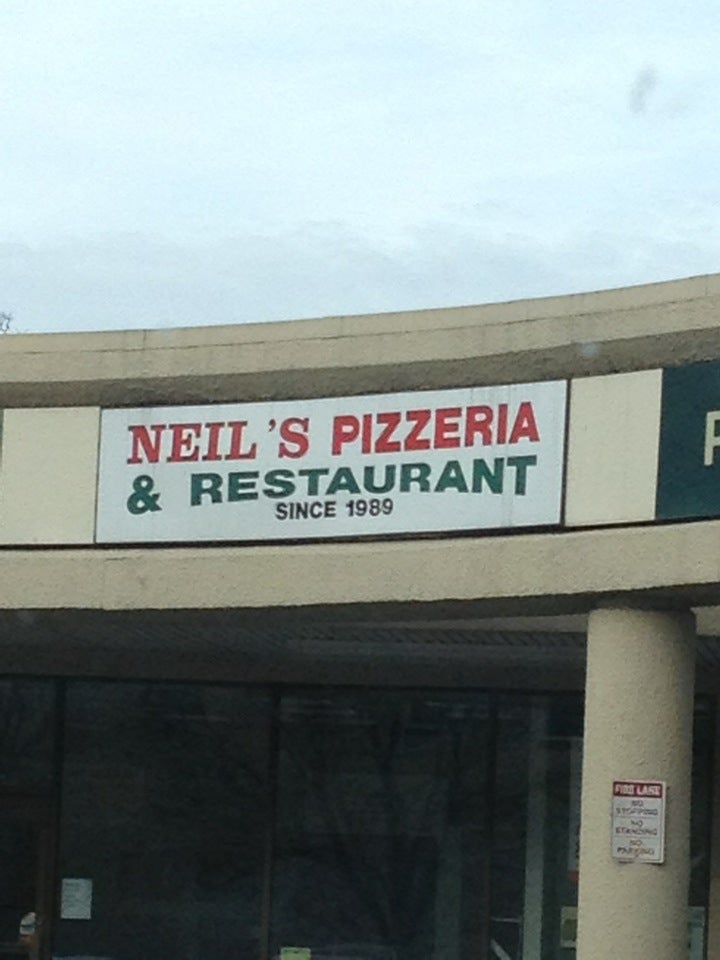 NEIL'S PIZZERIA
& RESTAURANT
SINCE 1989
FIRE LANE
NO
STOPPING
NO
STANDING
NO
PARKING